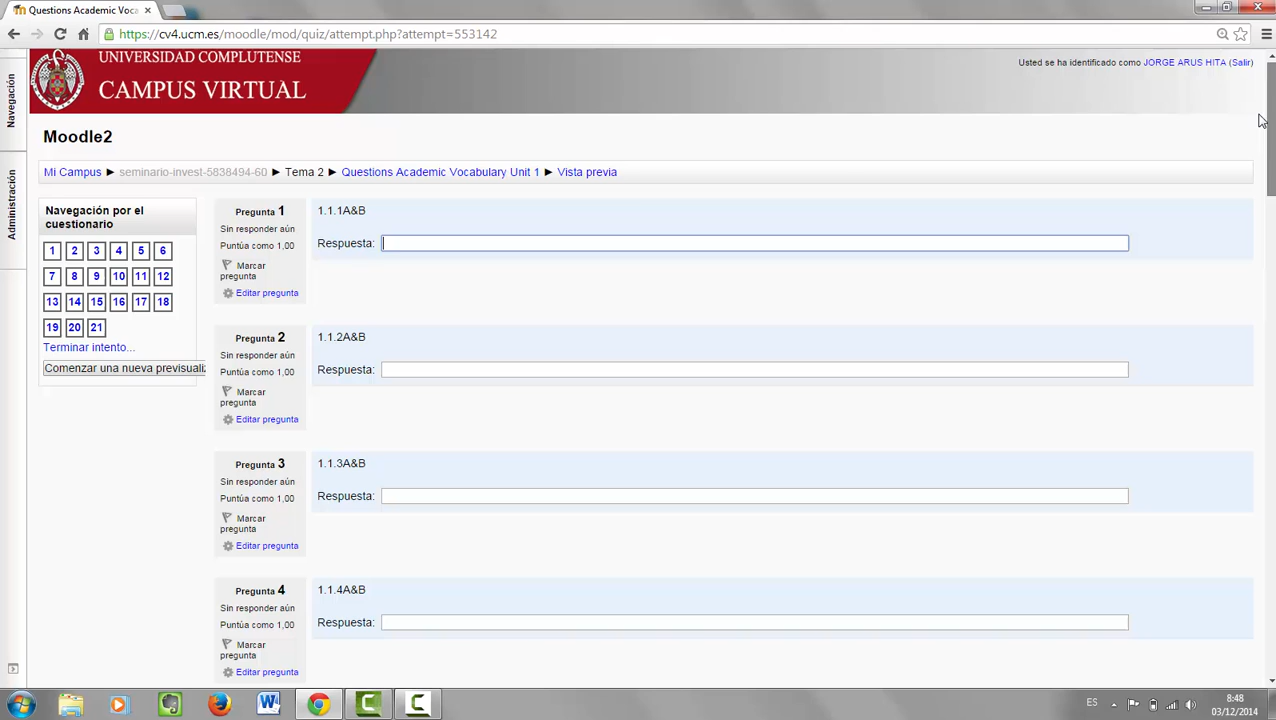 Questions Academic Voca
https://cv4.ucm.es/moodle/mod/quiz/attempt.php?attempt=553142
UNIVERSIDAD COMPLUTENSE
CAMPUS VIRTUAL
Usted se ha identificado como JORGE ARUS HITA (Salir)
Navegación
Administración
Moodle2
Mi Campus ► seminario-invest-5838494-60 ► Tema 2 ► Questions Academic Vocabulary Unit 1 ► Vista previa
Navegación por el
cuestionario
1 2 3 4 5 6
7 8 9 10 11 12
13 14 15 16 17 18
19 20 21
Terminar intento...
Comenzar una nueva previsualiz
Pregunta 1
Sin responder aún
Puntúa como 1,00
Marcar
pregunta
Editar pregunta
1.1.1A&B
Respuesta:
Pregunta 2
Sin responder aún
Puntúa como 1,00
Marcar
pregunta
Editar pregunta
1.1.2A&B
Respuesta:
Pregunta 3
Sin responder aún
Puntúa como 1,00
Marcar
pregunta
Editar pregunta
1.1.3A&B
Respuesta:
Pregunta 4
Sin responder aún
Puntúa como 1,00
Marcar
pregunta
Editar pregunta
1.1.4A&B
Respuesta:
ES
8:48
03/12/2014